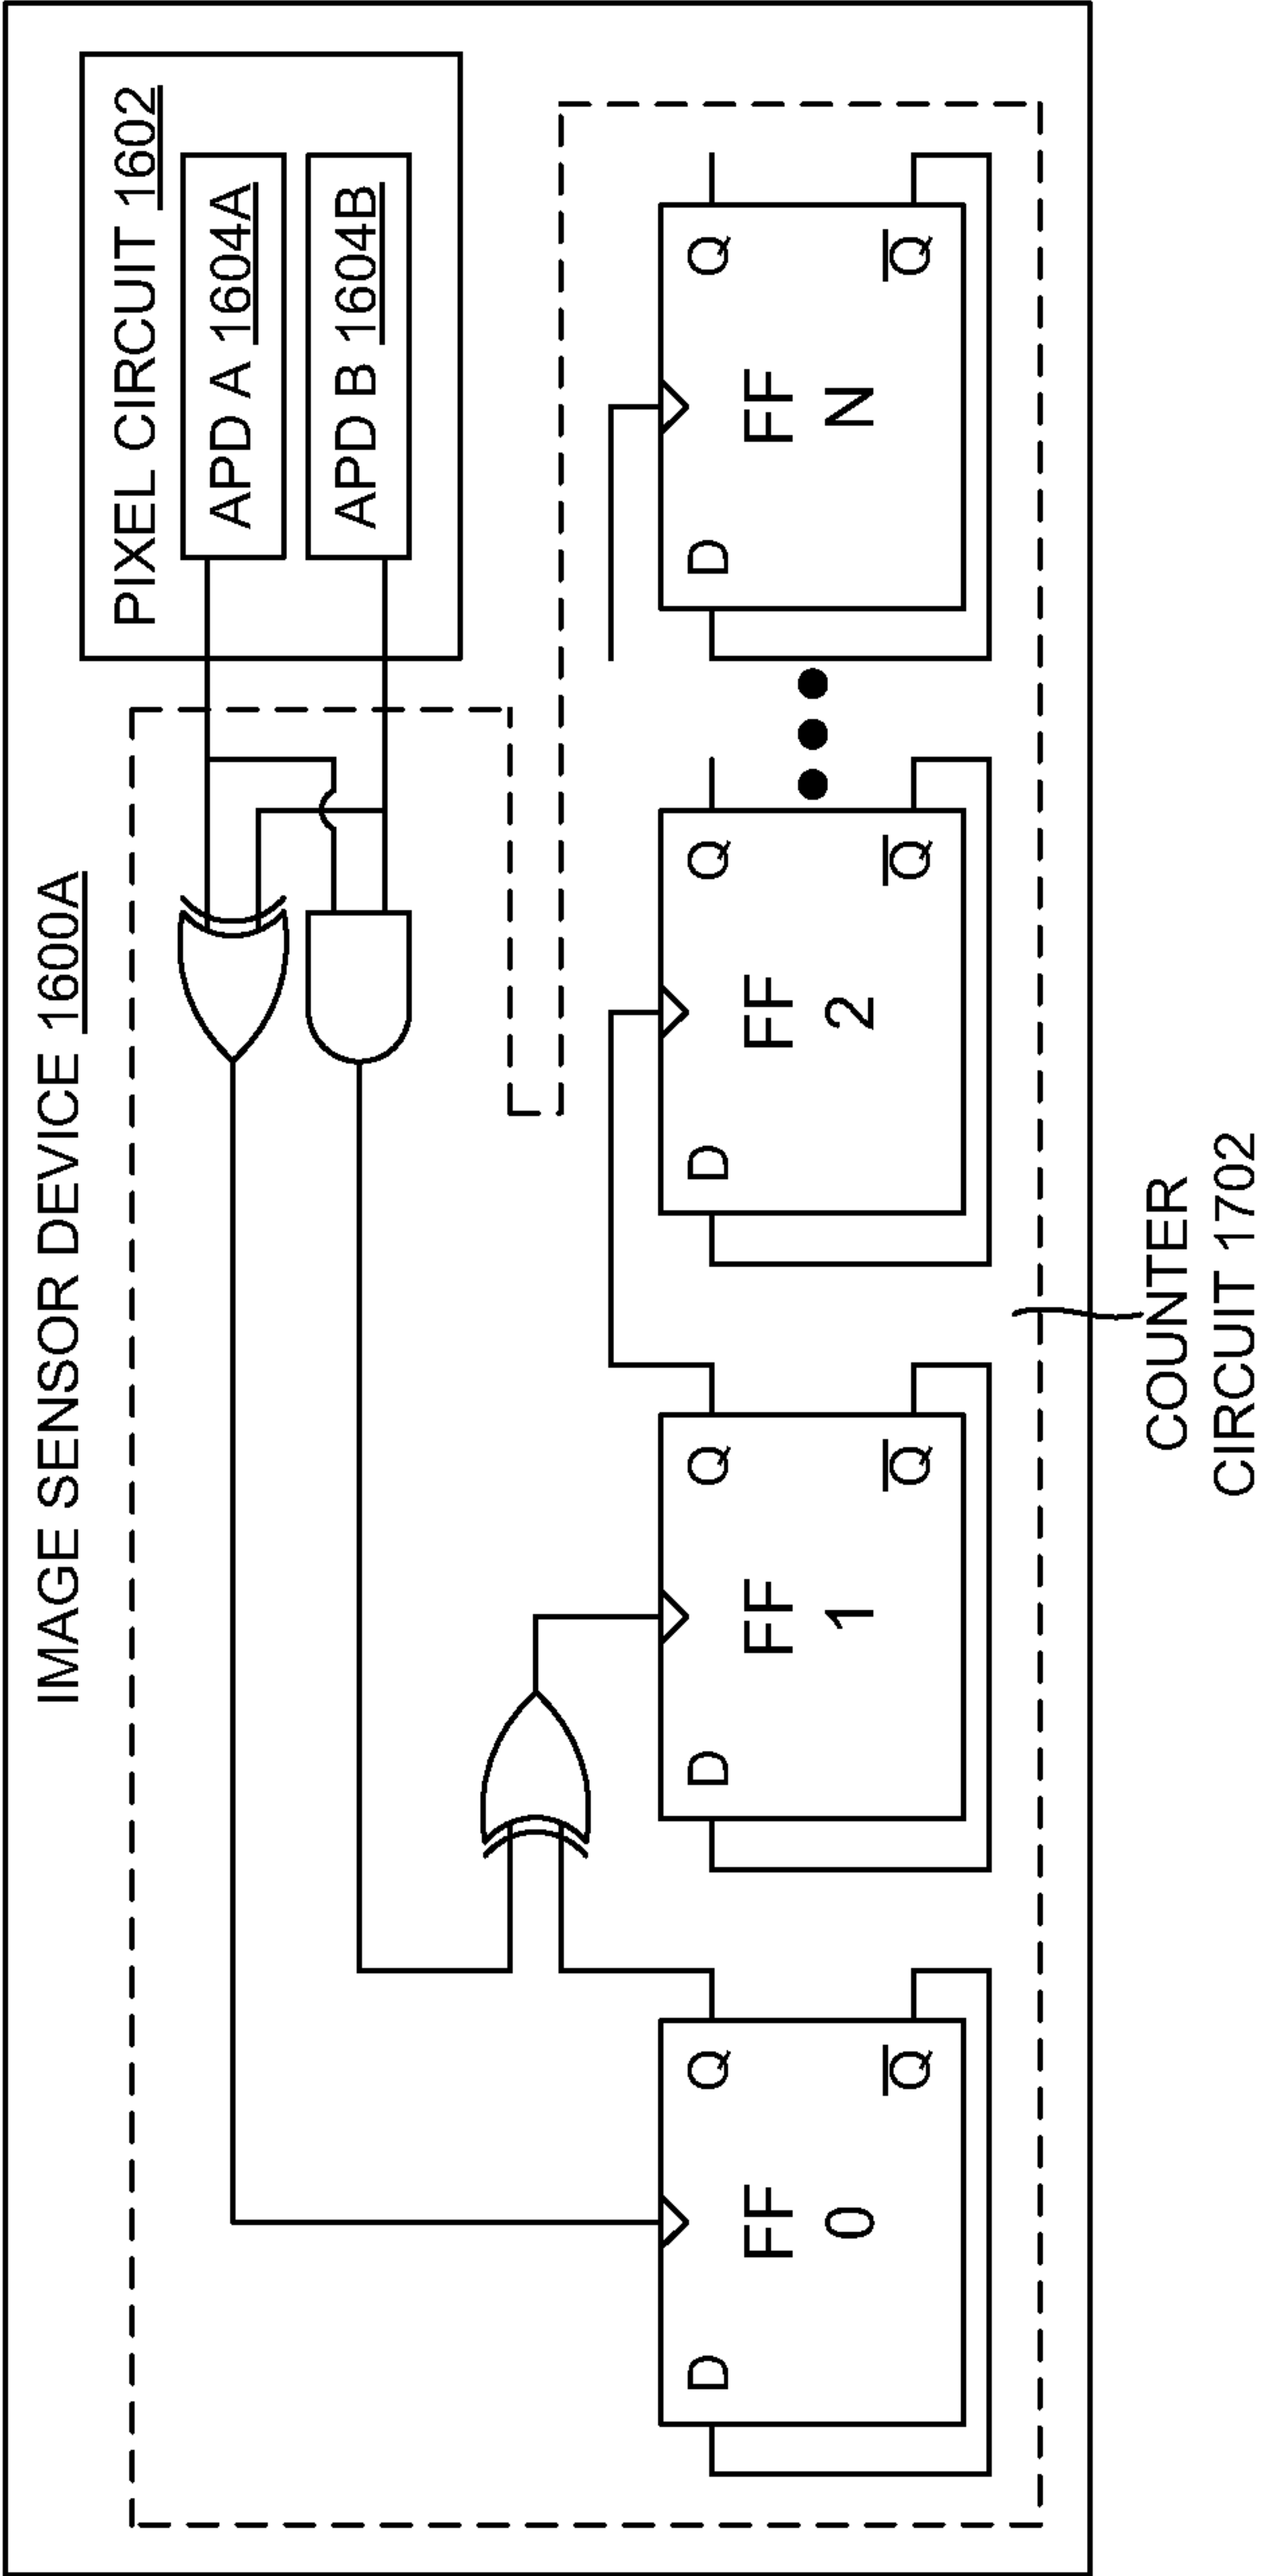 IMAGE SENSOR DEVICE 1600A
PIXEL CIRCUIT 1602
APD A 1604A
APD B 1604B
D
Q
FF
0
Q̅
D
Q
FF
1
Q̅
D
Q
FF
2
Q̅
D
Q
FF
N
Q̅
COUNTER
CIRCUIT 1702